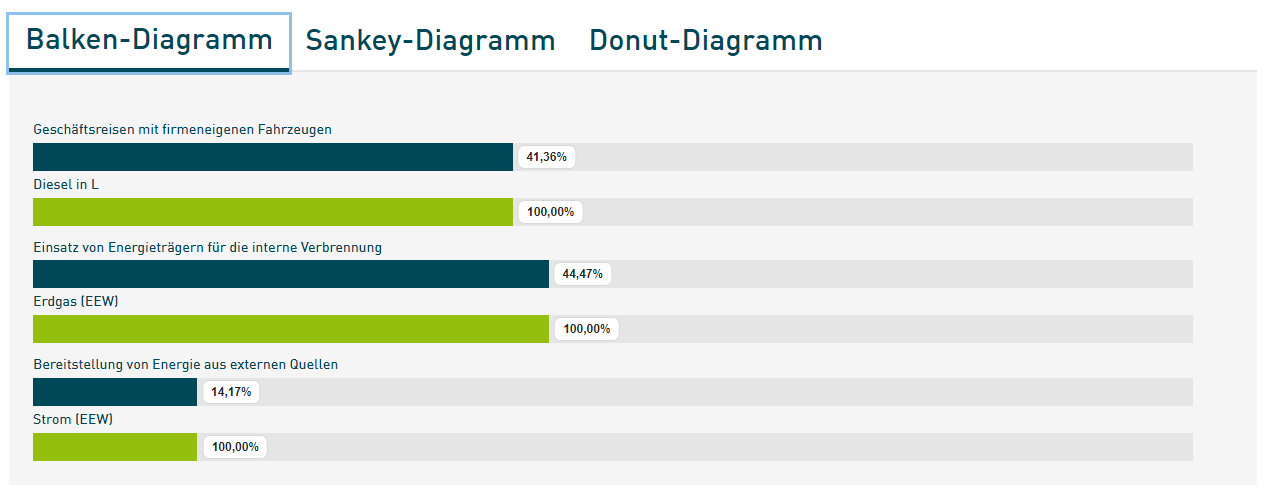 Balken-Diagramm Sankey-Diagramm Donut-Diagramm
Geschäftsreisen mit firmeneigenen Fahrzeugen
41,36%
Diesel in L
100,00%
Einsatz von Energieträgern für die interne Verbrennung
44,47%
Erdgas (EEW)
100,00%
Bereitstellung von Energie aus externen Quellen
14,17%
Strom (EEW)
100,00%